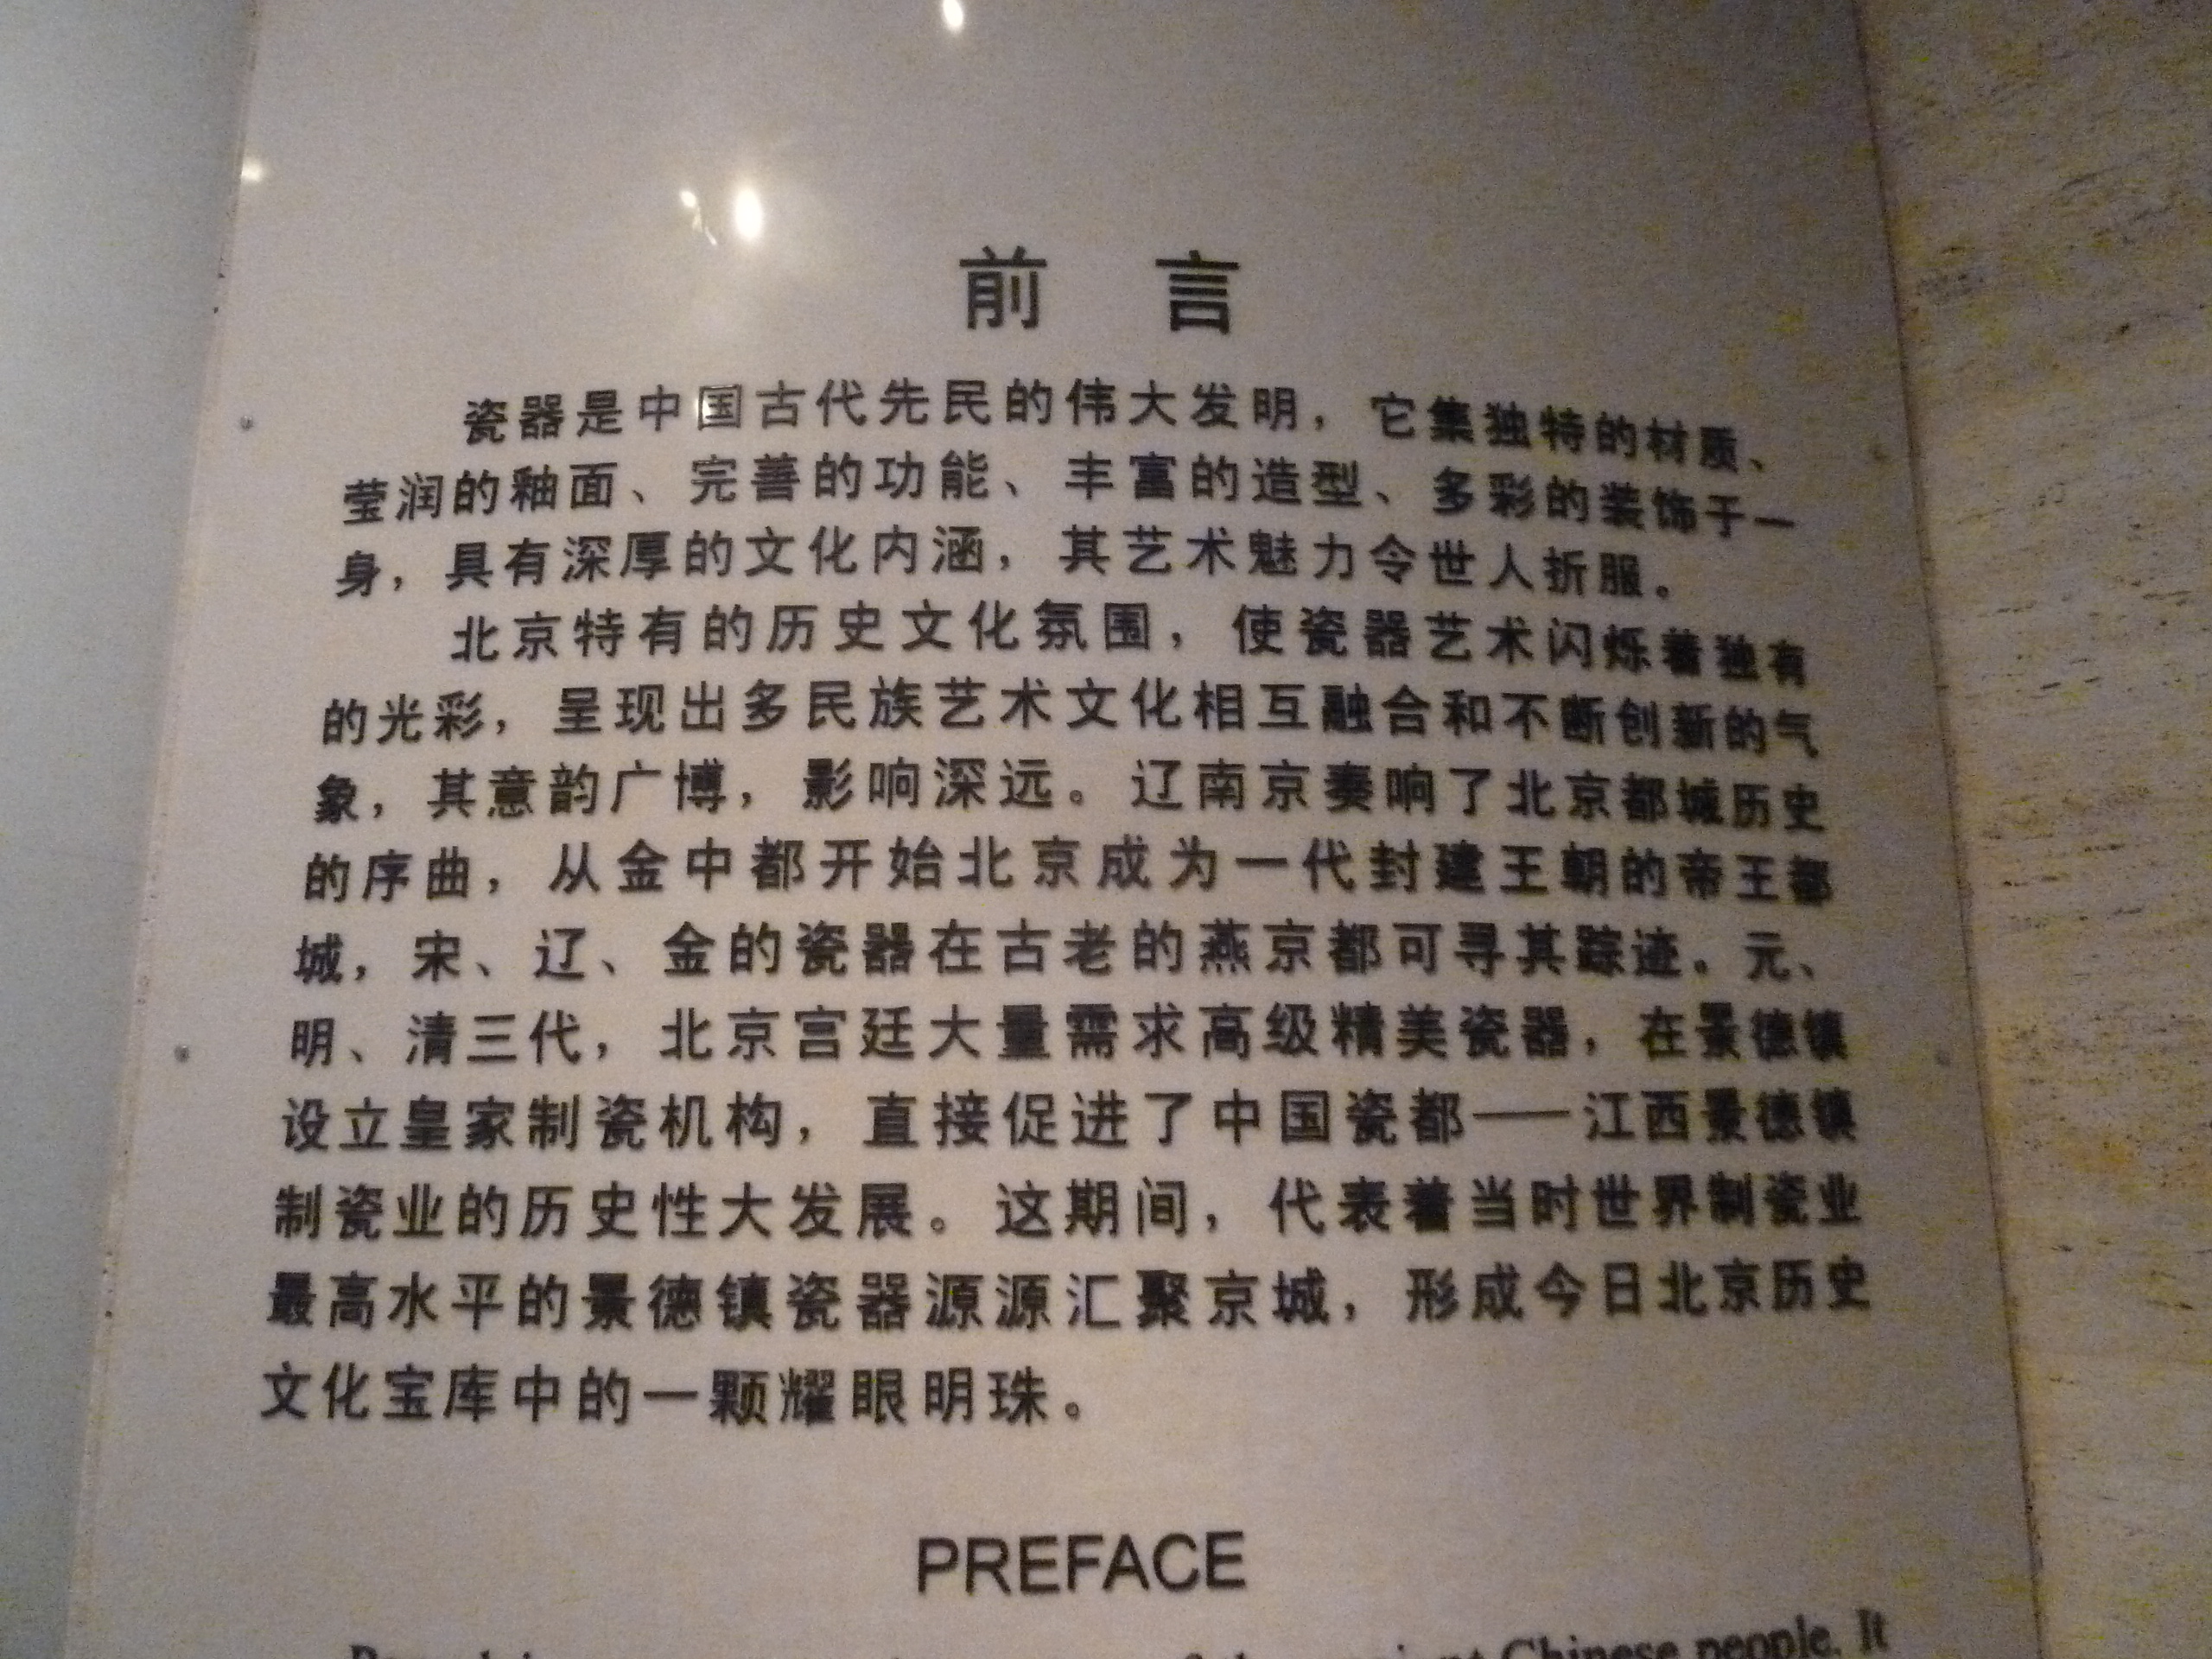 前 言
瓷器是中国古代先民的伟大发明，它集独特的材质、
莹润的釉面、完善的功能、丰富的造型、多彩的装饰于一
身，具有深厚的文化内涵，其艺术魅力令世人折服。
北京特有的历史文化氛围，使瓷器艺术闪烁着独有
的光彩，呈现出多民族艺术文化相互融合和不断创新的气
象，其意韵广博，影响深远。辽南京奏响了北京都城历史
的序曲，从金中都开始北京成为一代封建王朝的帝王都
城，宋、辽、金的瓷器在古老的燕京都可寻其踪迹。元、
明、清三代，北京宫廷大量需求高级精美瓷器，在景德镇
设立皇家制瓷机构，直接促进了中国瓷都——江西景德镇
制瓷业的历史性大发展。这期间，代表着当时世界制瓷业
最高水平的景德镇瓷器源源汇聚京城，形成今日北京历史
文化宝库中的一颗耀眼明珠。
PREFACE
Chinese people. It